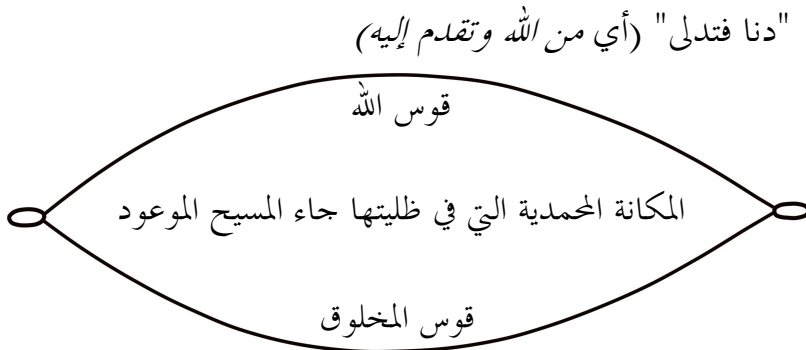 "دنا فتدلى" (أي من الله وتقدم إليه)
قوس الله
المكانة المحمدية التي في ظليتها جاء المسيح الموعود
قوس المخلوق